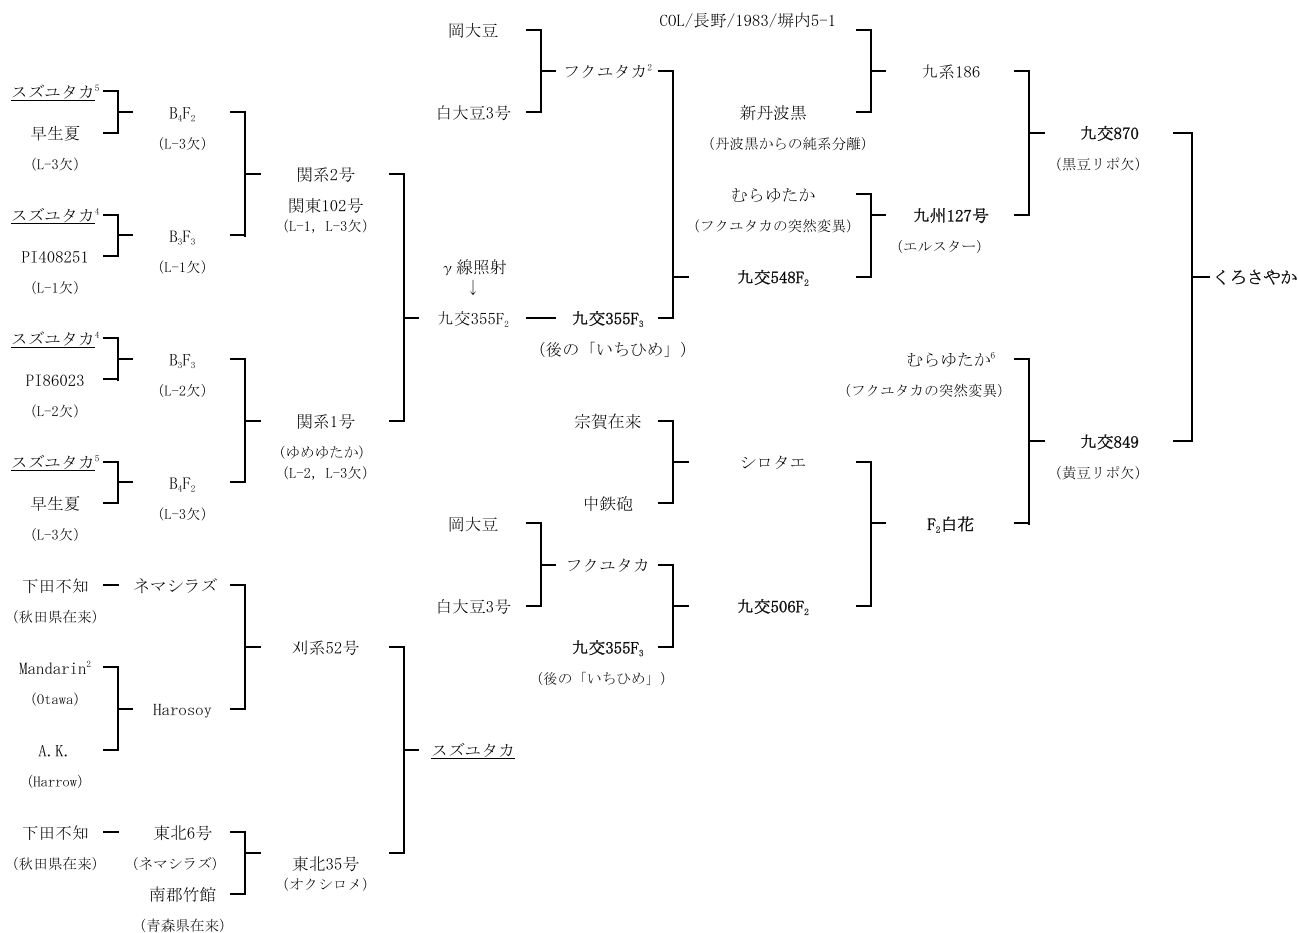 岡大豆
COL/長野/1983/塀内5-1
フクユタカ²
九系186
スズユタカ⁵
白大豆3号
新丹波黒
(丹波黒からの純系分離)
B₄F₂
(L-3欠)
早生夏
(L-3欠)
九交870
(黒豆リポ欠)
関系2号
関東102号
(L-1, L-3欠)
むらゆたか
(フクユタカの突然変異)
九州127号
(エルスター)
スズユタカ⁴
PI408251
(L-1欠)
B₃F₃
(L-1欠)
γ線照射
↓
九交355F₂
九交355F₃
(後の「いちひめ」)
九交548F₂
くろさやか
スズユタカ⁴
PI86023
(L-2欠)
B₃F₃
(L-2欠)
むらゆたか⁶
(フクユタカの突然変異)
関系1号
(ゆめゆたか)
(L-2, L-3欠)
宗賀在来
シロタエ
中鉄砲
九交849
(黄豆リポ欠)
スズユタカ⁵
早生夏
(L-3欠)
B₄F₂
(L-3欠)
岡大豆
フクユタカ
白大豆3号
九交506F₂
F₂白花
九交355F₃
(後の「いちひめ」)
下田不知
(秋田県在来)
ネマシラズ
刈系52号
Mandarin²
(Otawa)
Harosoy
A.K.
(Harrow)
スズユタカ
下田不知
(秋田県在来)
東北6号
(ネマシラズ)
東北35号
(オクシロメ)
南郡竹館
(青森県在来)